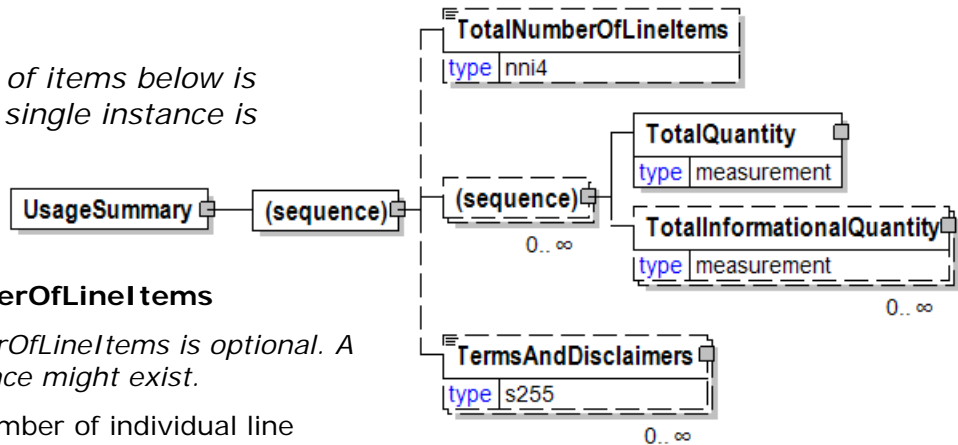 TotalNumberOfLineItems
type nni4
of items below is
single instance is
TotalQuantity
type measurement
UsageSummary
(sequence)
(sequence)
0.. ∞
TotalInformationalQuantity
type measurement
0.. ∞
erOfLineItems
rOfLineItems is optional. A
nce might exist.
TermsAndDisclaimers
type s255
mber of individual line
0.. ∞